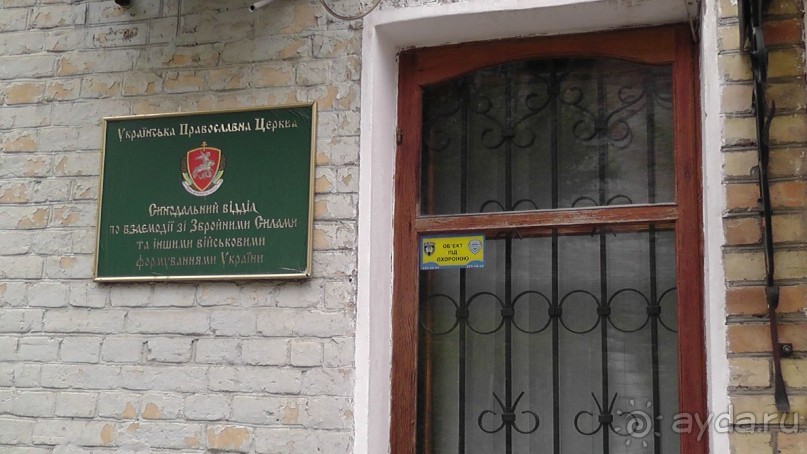 Українська Православна Церква
Синодальний відділ
по взаємодії зі Збройними Силами
та іншими військовими
формуваннями України
ОБ'ЄКТ
ПІД
ОХОРОНОЮ
ayda.ru